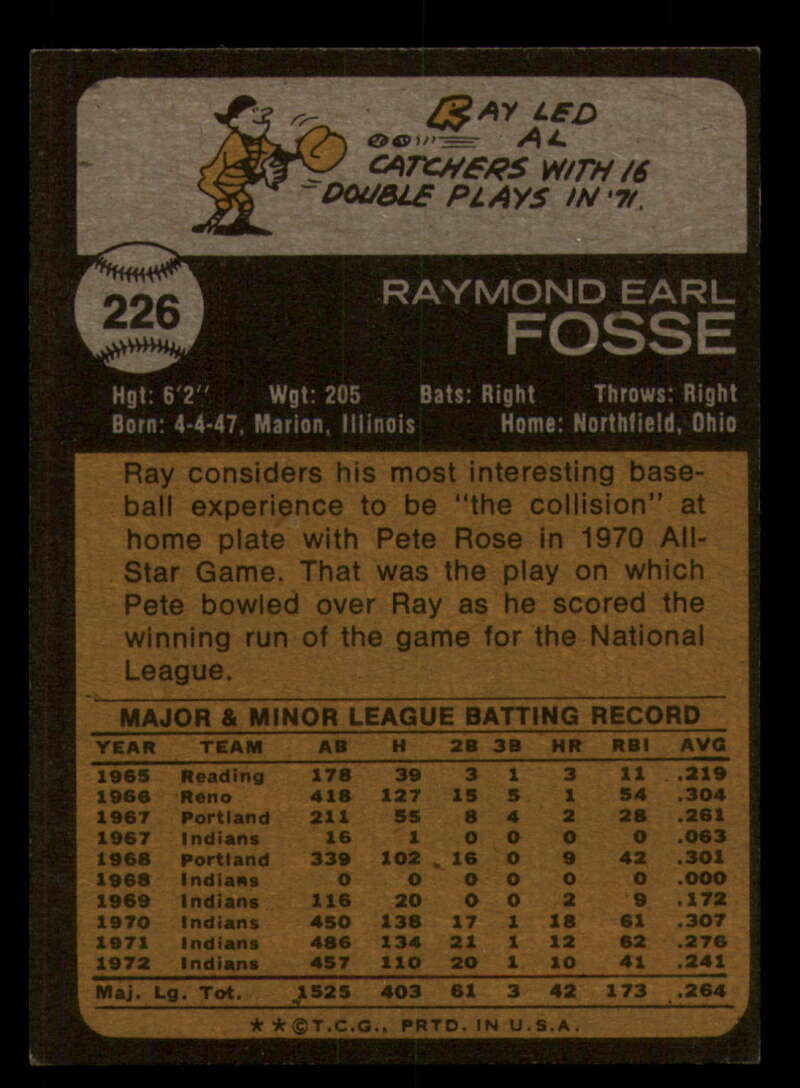 RAY LED
AL
CATCHERS WITH 16
DOUBLE PLAYS IN '71.
226
RAYMOND EARL
FOSSE
Hgt: 6'2" Wgt: 205 Bats: Right Throws: Right
Born: 4-4-47, Marion, Illinois Home: Northfield, Ohio
Ray considers his most interesting base-
ball experience to be "the collision" at
home plate with Pete Rose in 1970 All-
Star Game. That was the play on which
Pete bowled over Ray as he scored the
winning run of the game for the National
League.
MAJOR & MINOR LEAGUE BATTING RECORD
YEAR TEAM AB H 2B 3B HR RBI AVG
1965 Reading 178 39 3 1 3 11 .219
1966 Reno 418 127 15 5 1 54 .304
1967 Portland 211 55 8 4 2 28 .261
1967 Indians 16 1 0 0 0 0 .063
1968 Portland 339 102 16 0 9 42 .301
1968 Indians 0 0 0 0 0 0 .000
1969 Indians 116 20 0 0 2 9 .172
1970 Indians 450 138 17 1 18 61 .307
1971 Indians 486 134 21 1 12 62 .276
1972 Indians 457 110 20 1 10 41 .241
Maj. Lg. Tot. 1525 403 61 3 42 173 .264
**©T.C.G., PRTD. IN U.S.A.